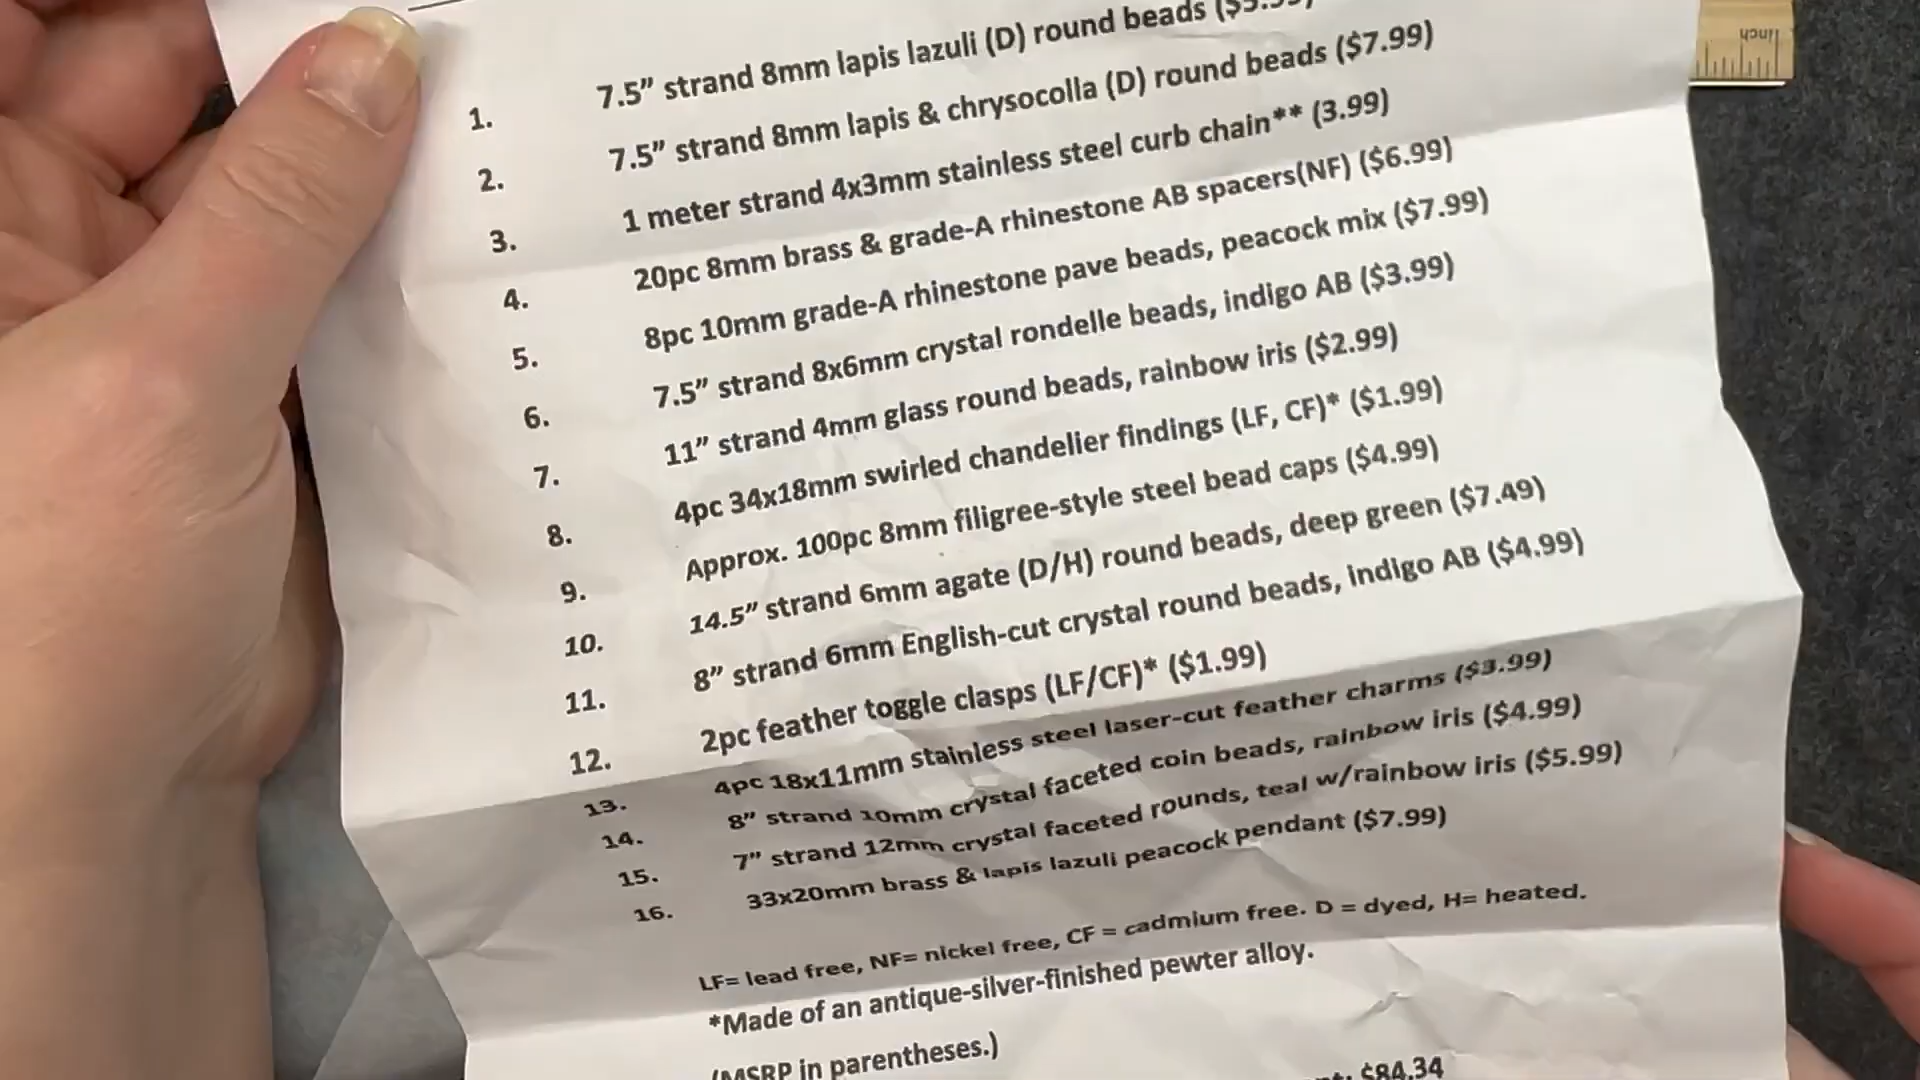 1. 7.5” strand 8mm lapis lazuli (D) round beads
2. 7.5” strand 8mm lapis & chrysocolla (D) round beads ($7.99)
3. 1 meter strand 4x3mm stainless steel curb chain** (3.99)
4. 20pc 8mm brass & grade-A rhinestone AB spacers(NF) ($6.99)
5. 8pc 10mm grade-A rhinestone pave beads, peacock mix ($7.99)
6. 7.5” strand 8x6mm crystal rondelle beads, indigo AB ($3.99)
7. 11” strand 4mm glass round beads, rainbow iris ($2.99)
8. 4pc 34x18mm swirled chandelier findings (LF, CF)* ($1.99)
9. Approx. 100pc 8mm filigree-style steel bead caps ($4.99)
10. 14.5” strand 6mm agate (D/H) round beads, deep green ($7.49)
11. 8” strand 6mm English-cut crystal round beads, indigo AB ($4.99)
12. 2pc feather toggle clasps (LF/CF)* ($1.99)
13. 4pc 18x11mm stainless steel laser-cut feather charms ($3.99)
14. 8” strand 10mm crystal faceted coin beads, rainbow iris ($4.99)
15. 7” strand 12mm crystal faceted rounds, teal w/rainbow iris ($5.99)
16. 33x20mm brass & lapis lazuli peacock pendant ($7.99)
LF= lead free, NF= nickel free, CF = cadmium free. D = dyed, H= heated.
*Made of an antique-silver-finished pewter alloy.
(MSRP in parentheses.)
$84.34
Inch